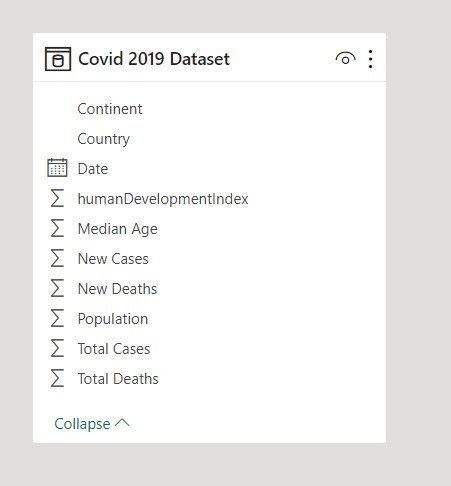 Covid 2019 Dataset
Continent
Country
Date
humanDevelopmentIndex
Median Age
New Cases
New Deaths
Population
Total Cases
Total Deaths
Collapse